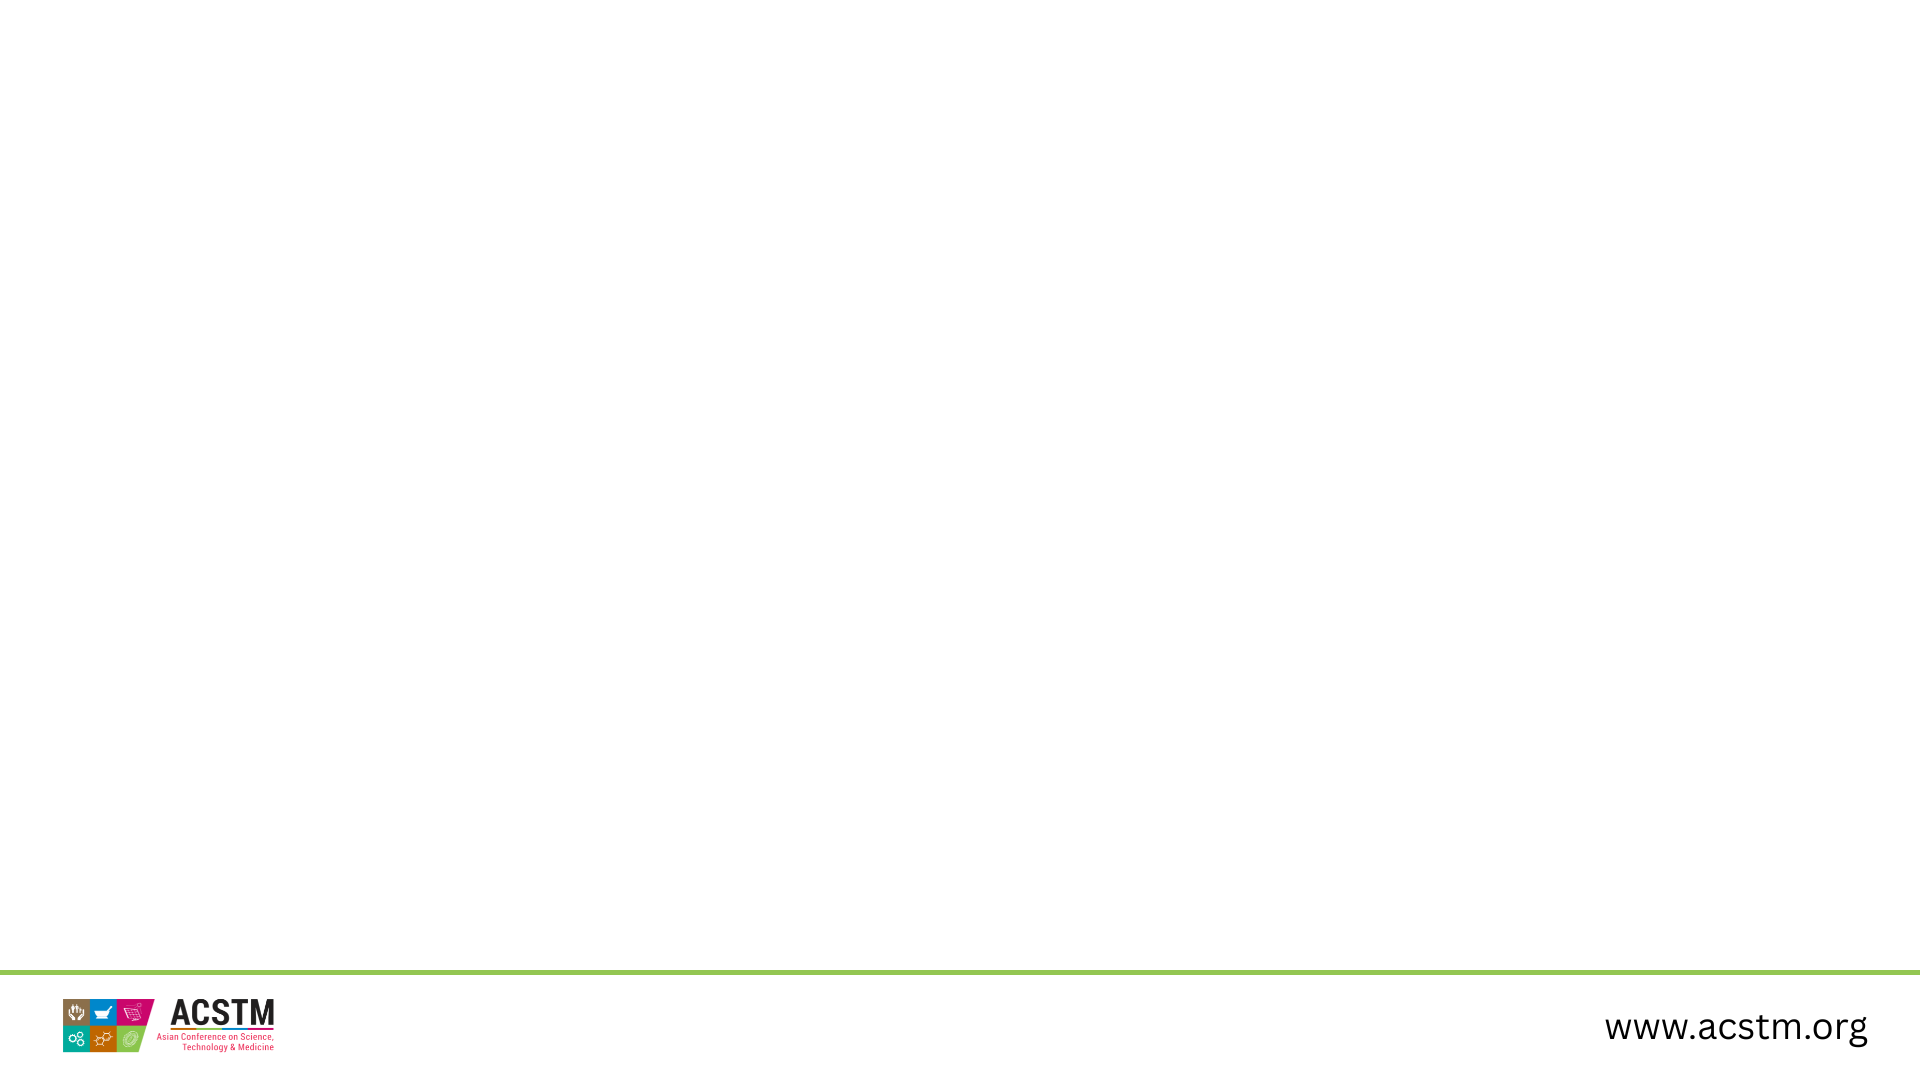 ACSTM
Asian Conference on Science,
Technology & Medicine
www.acstm.org